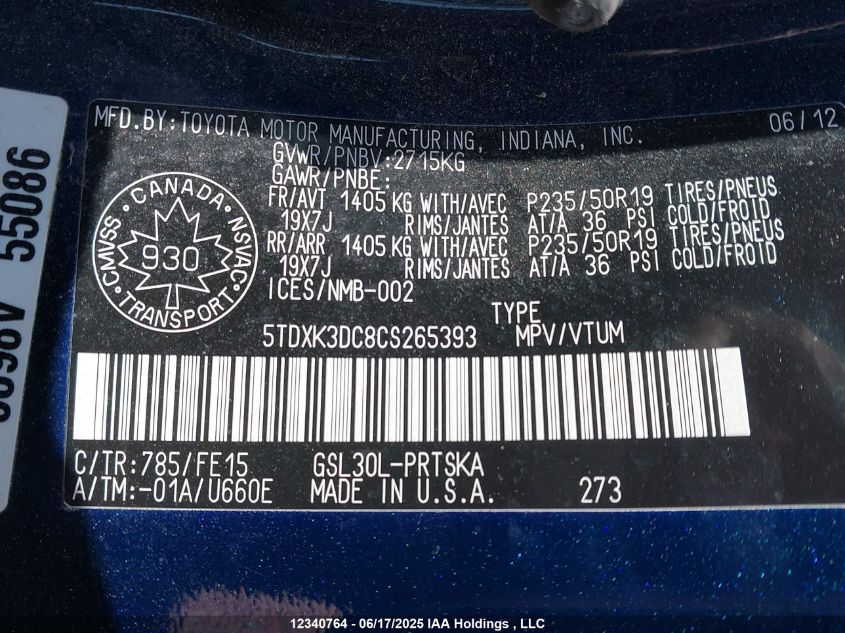 MFD.BY:TOYOTA MOTOR MANUFACTURING, INDIANA, INC. 06/12
GVWR/PNBV:2715KG
GAWR/PNBE:
FR/AVT 1405 KG WITH/AVEC P235/50R19 TIRES/PNEUS
19X7J RIMS/JANTES AT/A 36 PSI COLD/FROID
RR/ARR 1405 KG WITH/AVEC P235/50R19 TIRES/PNEUS
19X7J RIMS/JANTES AT/A 36 PSI COLD/FROID
ICES/NMB-002
CANADA
CMVSS
NSVAC
930
TRANSPORT
TYPE
5TDXK3DC8CS265393 MPV/VTUM
C/TR:785/FE15 GSL30L-PRTSKA
A/TM:-01A/U660E MADE IN U.S.A. 273
55086
12340764 - 06/17/2025 IAA Holdings , LLC